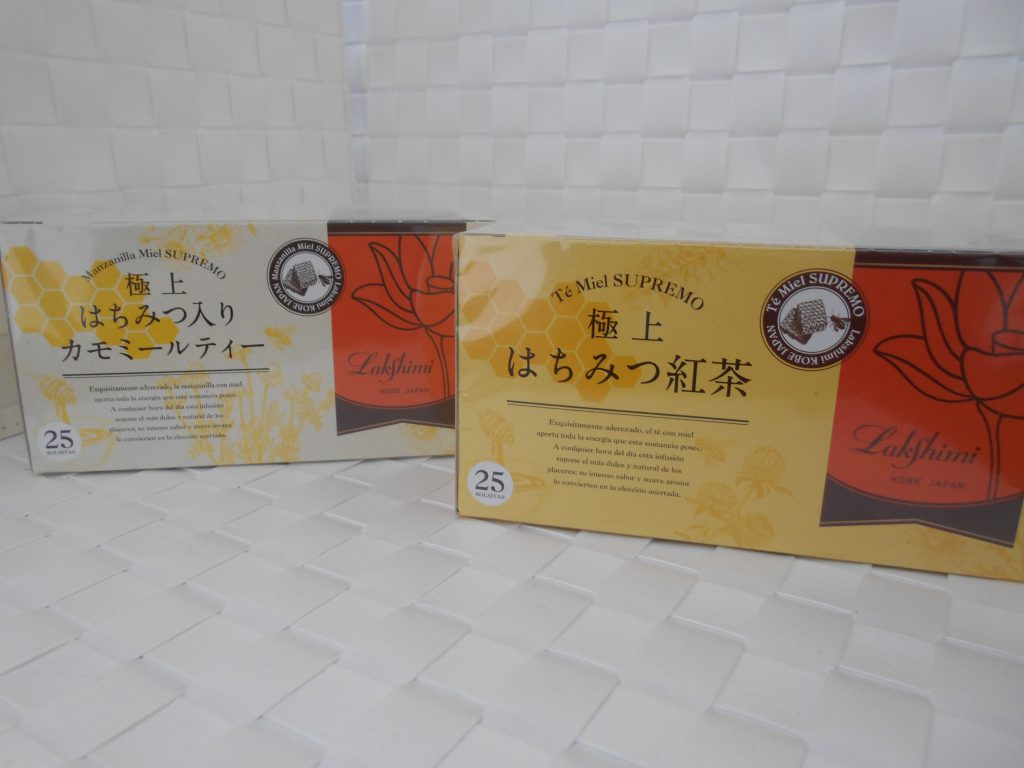 Manzanilla Miel SUPREMO
極上
はちみつ入り
カモミールティー
Exquisitamente aderezado, la manzanilla con miel
aporta toda la energía que esta sustancia posee.
A cualquier hora del día esta infusión
supone el más dulce y natural de los
placeres; su intenso sabor y suave aroma
lo convierten en la elección acertada.
25
BOLSITAS
Manzanilla Miel SUPREMO
Lakshimi KOBE JAPAN
Lakshimi
KOBE JAPAN
Té Miel SUPREMO
極上
はちみつ紅茶
Exquisitamente aderezado, el té con miel
aporta toda la energía que esta sustancia posee.
A cualquier hora del día esta infusión
supone el más dulce y natural de los
placeres; su intenso sabor y suave aroma
lo convierten en la elección acertada.
25
BOLSITAS
Té Miel SUPREMO
Lakshimi KOBE JAPAN
Lakshimi
KOBE JAPAN